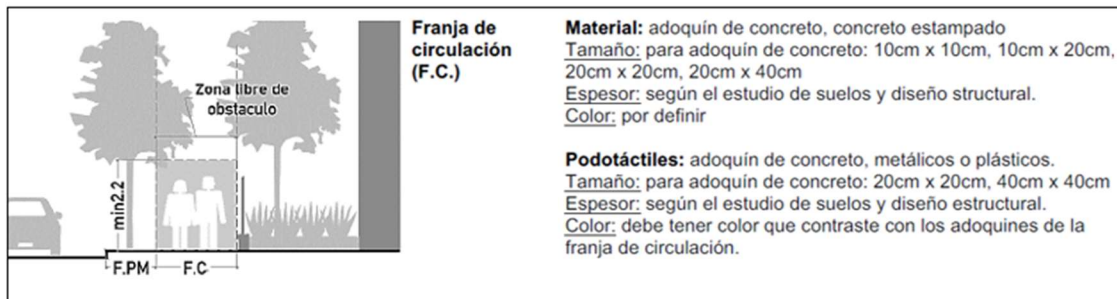 Zona libre de
obstaculo
min2.2
F.PM
F.C
Franja de
circulación
(F.C.)
Material: adoquín de concreto, concreto estampado
Tamaño: para adoquín de concreto: 10cm x 10cm, 10cm x 20cm,
20cm x 20cm, 20cm x 40cm
Espesor: según el estudio de suelos y diseño structural.
Color: por definir
Podotáctiles: adoquín de concreto, metálicos o plásticos.
Tamaño: para adoquín de concreto: 20cm x 20cm, 40cm x 40cm
Espesor: según el estudio de suelos y diseño estructural.
Color: debe tener color que contraste con los adoquines de la
franja de circulación.